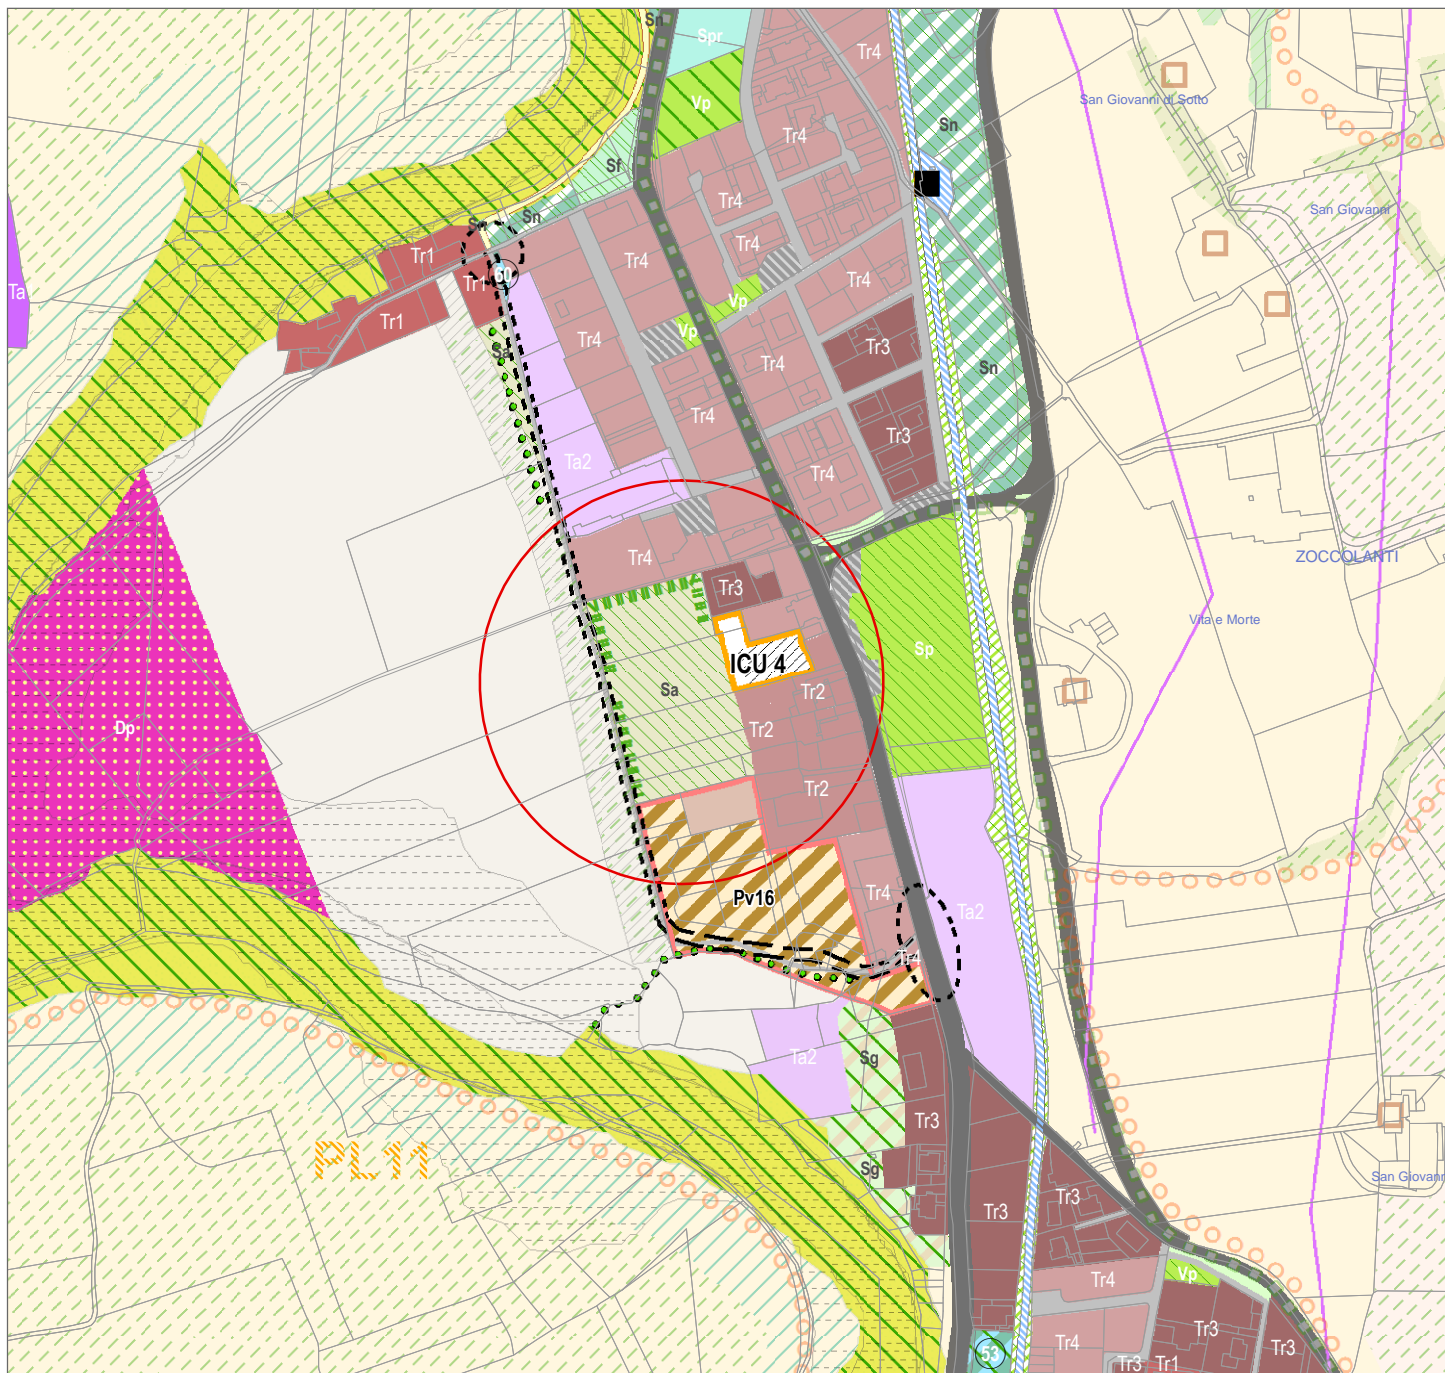 Sn
Spr
Tr4
Vp
San Giovanni di Sotto
Sn
Tr4
Sf
Tr4
San Giovanni
Sn
Sn
Tr1
Tr4
Tr4
60
Tr1
Tr4
Ta
Vp
Tr1
Vp
Tr4
Tr3
Sa
Tr4
Sn
Tr4
Tr3
Ta2
Tr4
Tr4
ZOCCOLANTI
Tr3
Vita e Morte
Sp
ICU 4
Sa
Tr2
Dp
Tr2
Tr2
Tr4
Pv16
Ta2
Tr4
Ta2
Sg
Tr3
PL11
Sg
San Giovann
Tr3
Tr3
Vp
Tr4
Tr3
Tr4
53
Tr3
Tr3
Tr1